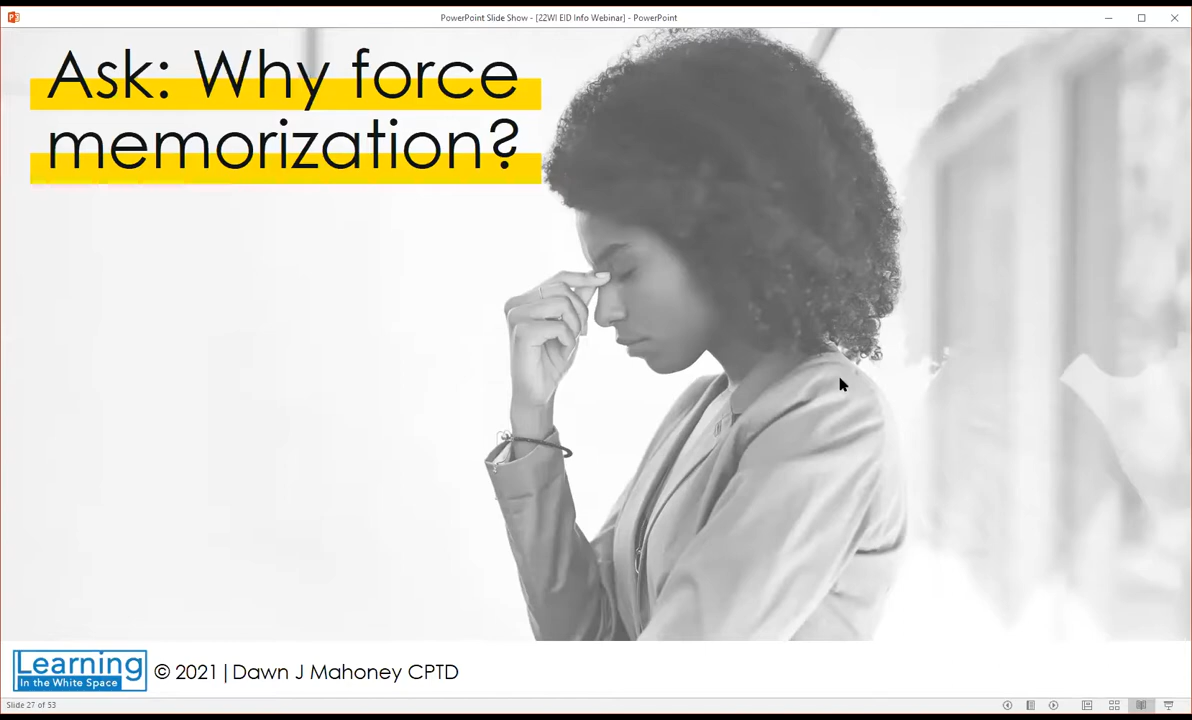 PowerPoint Slide Show - [22WI EID Info Webinar] - PowerPoint
Ask: Why force
memorization?
Learning
In the White Space
© 2021 | Dawn J Mahoney CPTD
Slide 27 of 53